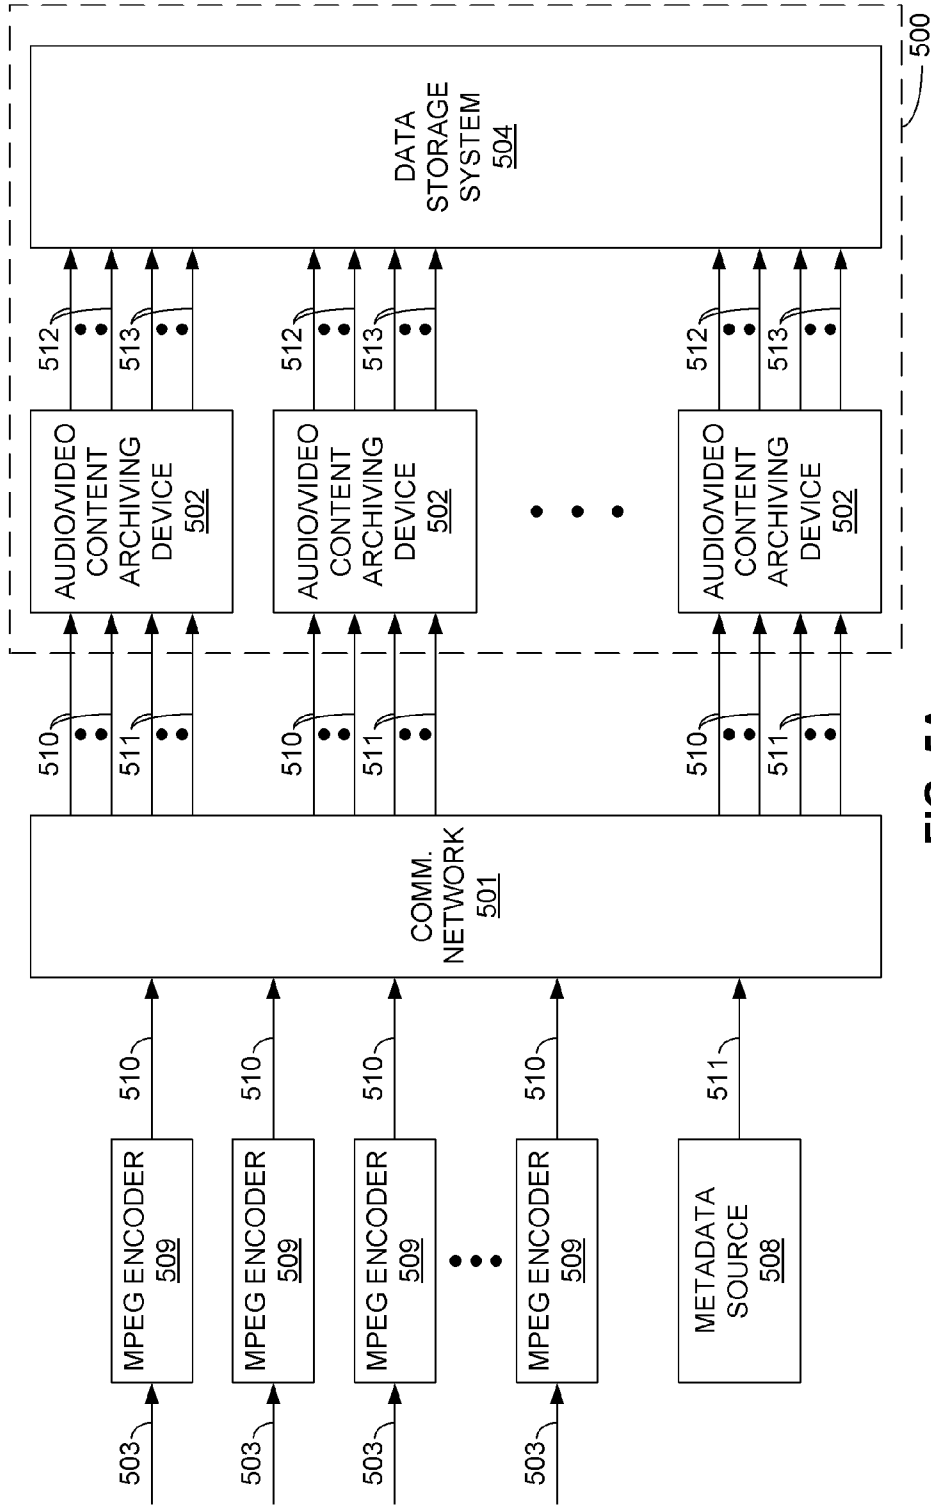 503
MPEG ENCODER
509
510
503
MPEG ENCODER
509
510
503
MPEG ENCODER
509
510
503
MPEG ENCODER
509
510
METADATA
SOURCE
508
511
COMM.
NETWORK
501
510
511
510
511
510
511
AUDIO/VIDEO
CONTENT
ARCHIVING
DEVICE
502
AUDIO/VIDEO
CONTENT
ARCHIVING
DEVICE
502
AUDIO/VIDEO
CONTENT
ARCHIVING
DEVICE
502
512
513
512
513
512
513
DATA
STORAGE
SYSTEM
504
500
FIG. 5A